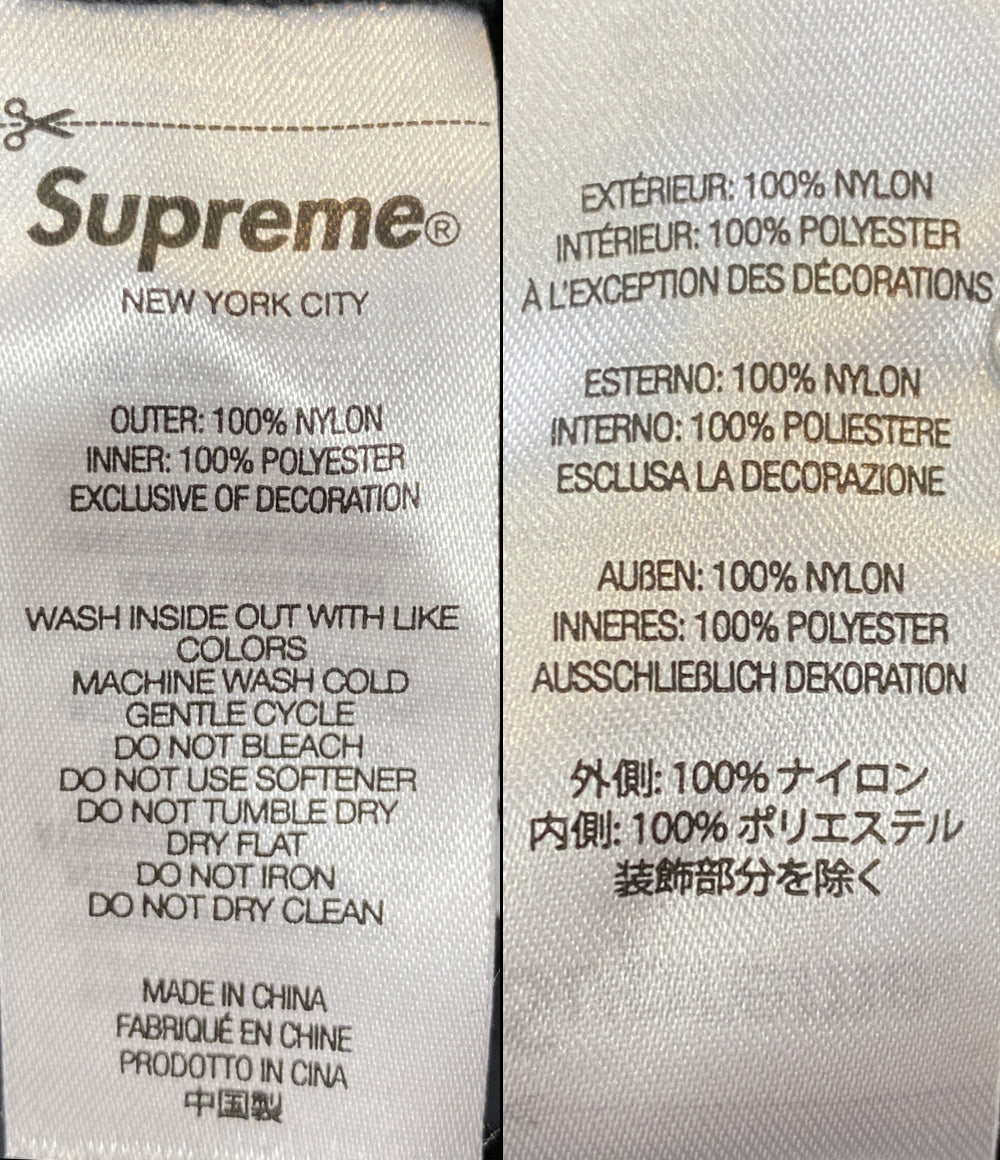 Supreme®
NEW YORK CITY
OUTER: 100% NYLON
INNER: 100% POLYESTER
EXCLUSIVE OF DECORATION
WASH INSIDE OUT WITH LIKE
COLORS
MACHINE WASH COLD
GENTLE CYCLE
DO NOT BLEACH
DO NOT USE SOFTENER
DO NOT TUMBLE DRY
DRY FLAT
DO NOT IRON
DO NOT DRY CLEAN
MADE IN CHINA
FABRIQUÉ EN CHINE
PRODOTTO IN CINA
中国製
EXTÉRIEUR: 100% NYLON
INTÉRIEUR: 100% POLYESTER
À L'EXCEPTION DES DÉCORATIONS
ESTERNO: 100% NYLON
INTERNO: 100% POLIESTERE
ESCLUSA LA DECORAZIONE
AUßEN: 100% NYLON
INNERES: 100% POLYESTER
AUSSCHLIEßLICH DEKORATION
外側: 100% ナイロン
内側: 100% ポリエステル
装飾部分を除く